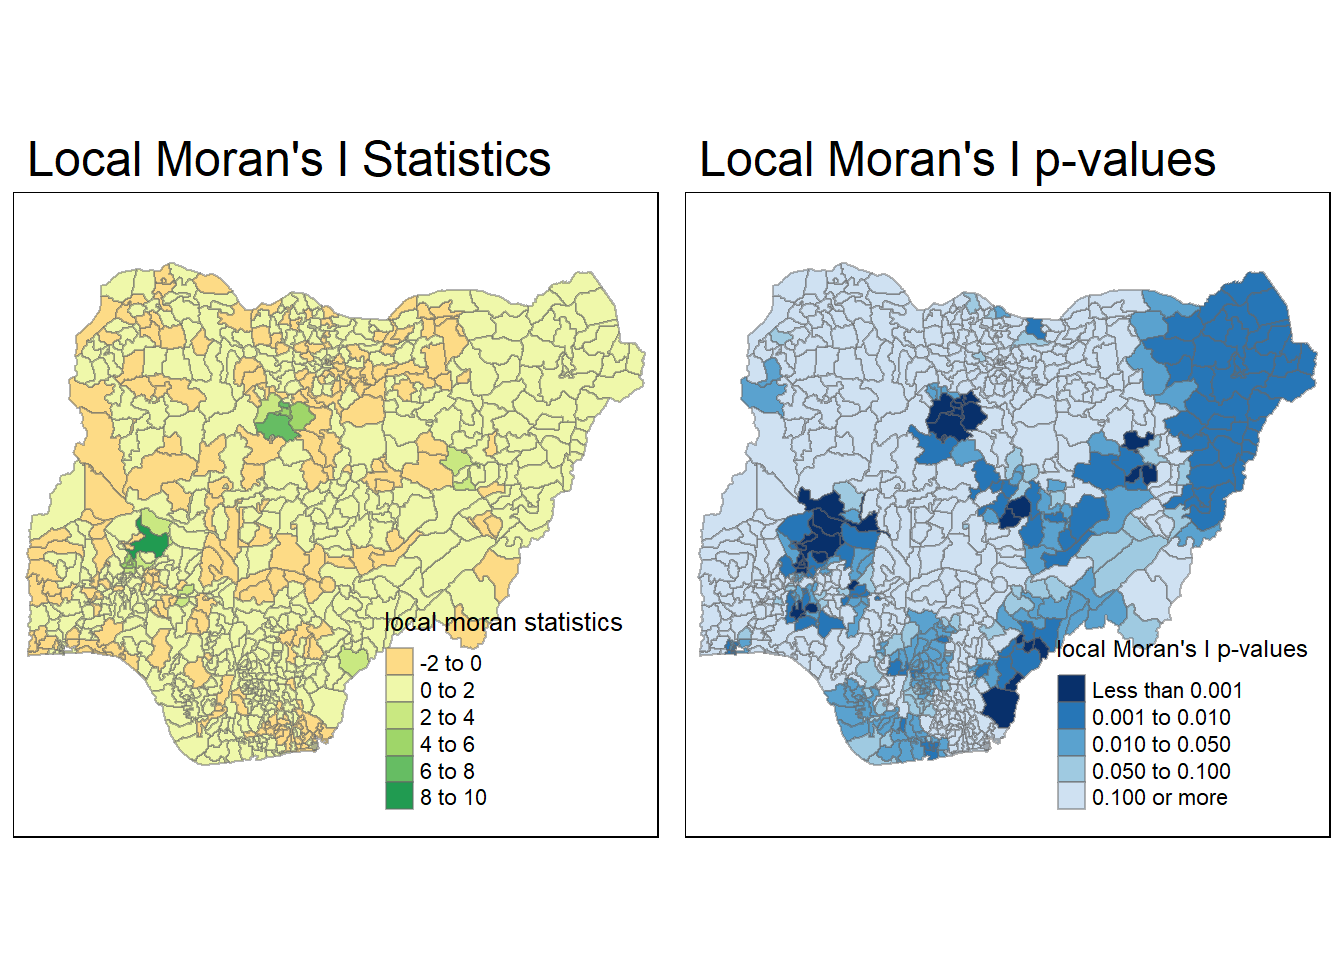 Local Moran's I Statistics
local moran statistics
-2 to 0
0 to 2
2 to 4
4 to 6
6 to 8
8 to 10
Local Moran's I p-values
local Moran's I p-values
Less than 0.001
0.001 to 0.010
0.010 to 0.050
0.050 to 0.100
0.100 or more